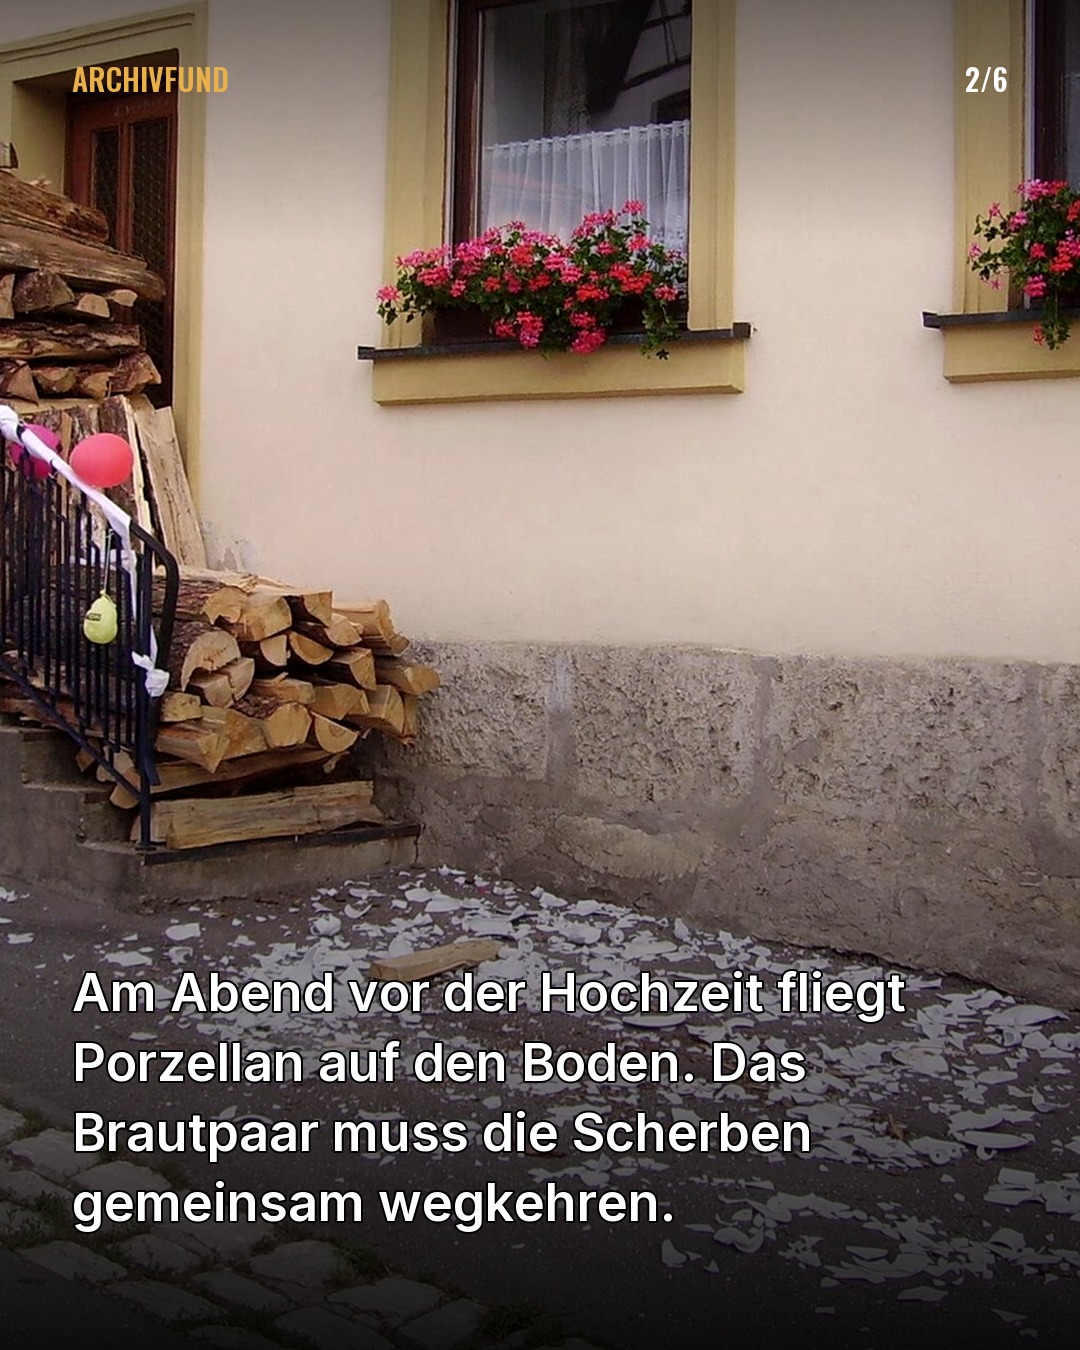 ARCHIVFUND
2/6
Am Abend vor der Hochzeit fliegt
Porzellan auf den Boden. Das
Brautpaar muss die Scherben
gemeinsam wegkehren.